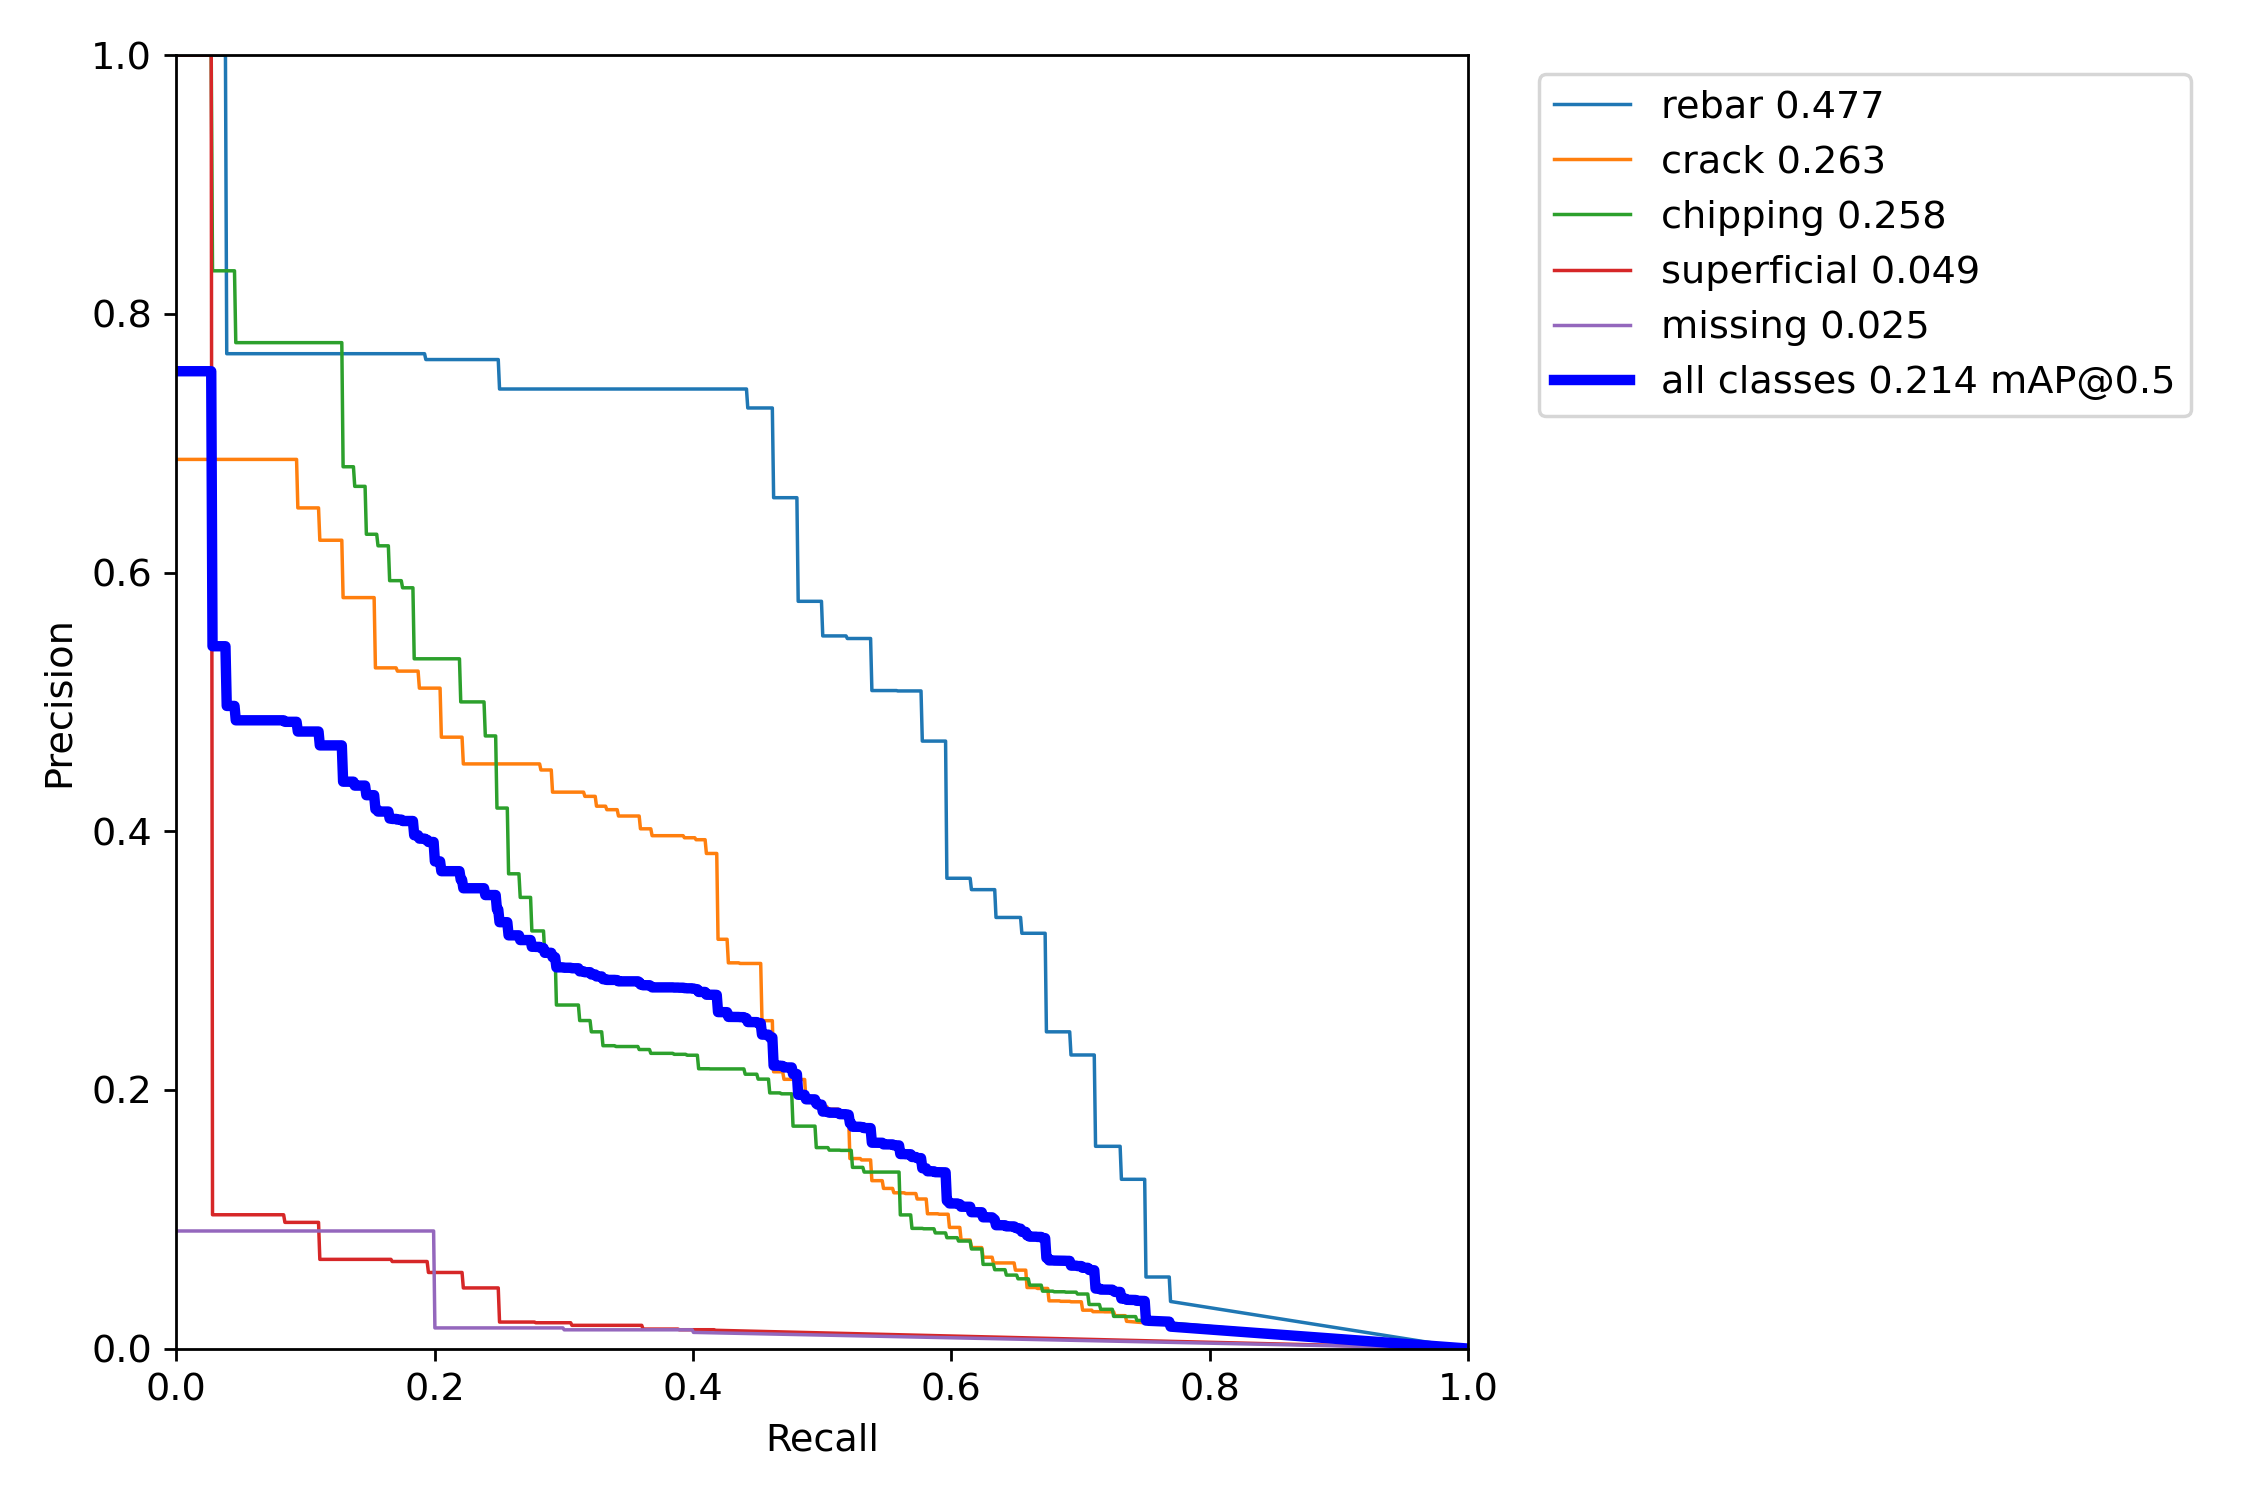 1.0
0.8
0.6
0.4
0.2
0.0
Precision
0.0 0.2 0.4 0.6 0.8 1.0
Recall
rebar 0.477
crack 0.263
chipping 0.258
superficial 0.049
missing 0.025
all classes 0.214 mAP@0.5